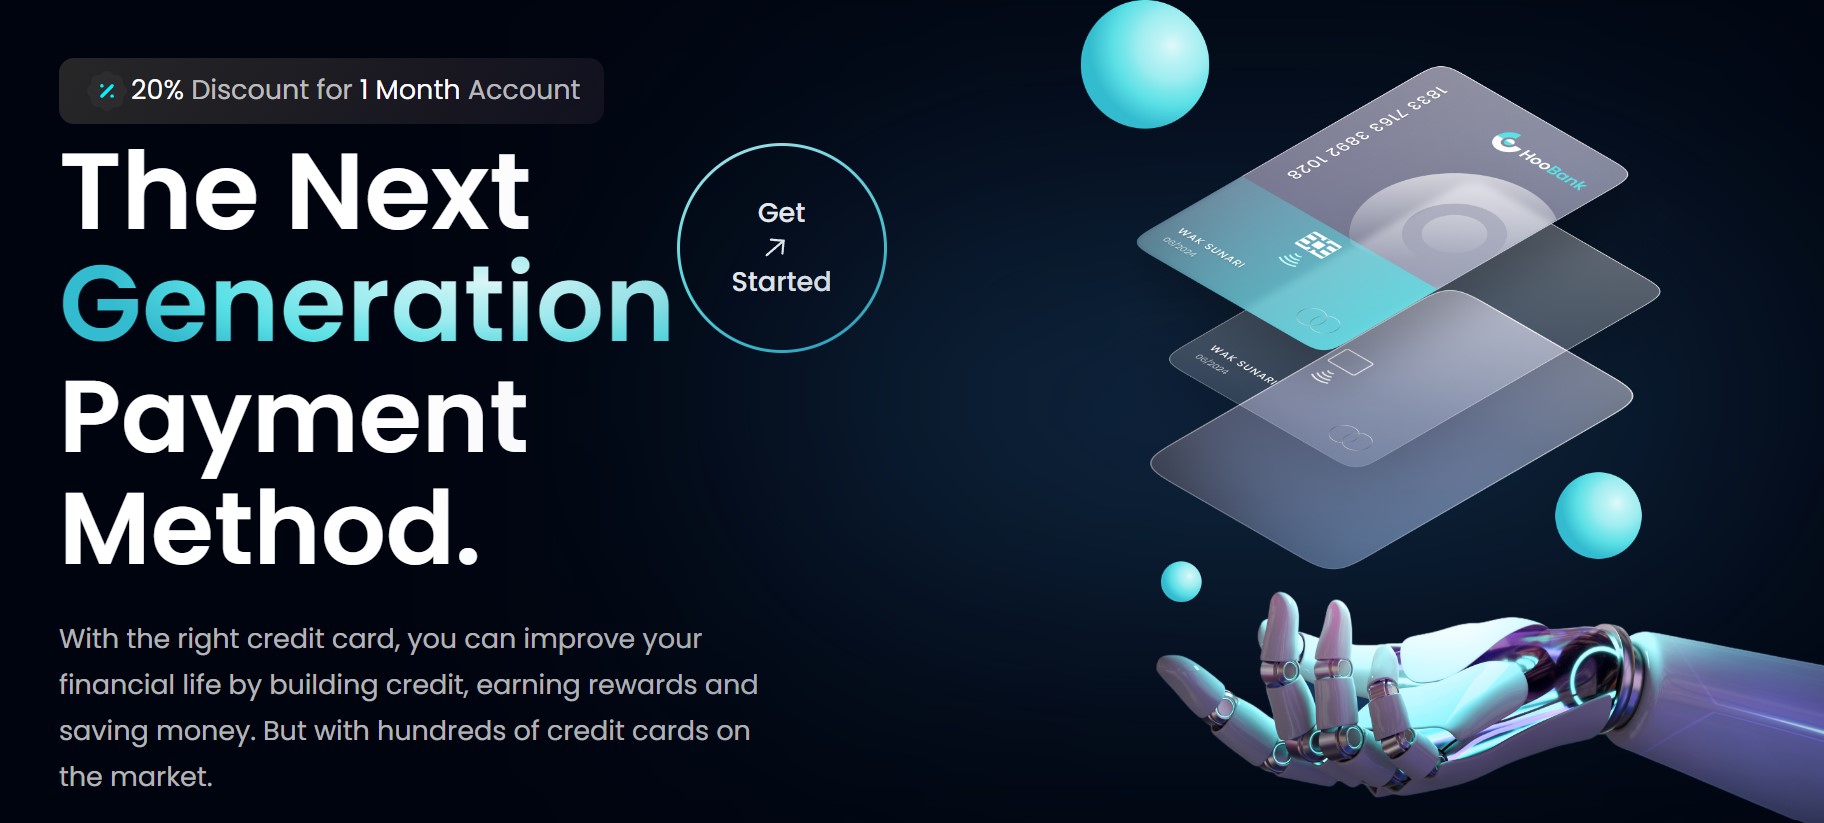 20% Discount for 1 Month Account
The Next
Generation
Payment
Method.
Get
Started
With the right credit card, you can improve your
financial life by building credit, earning rewards and
saving money. But with hundreds of credit cards on
the market.
1833 7163 3892 1028
HooBank
WAK SUNARI
06/2024
WAK SUNARI
06/2024